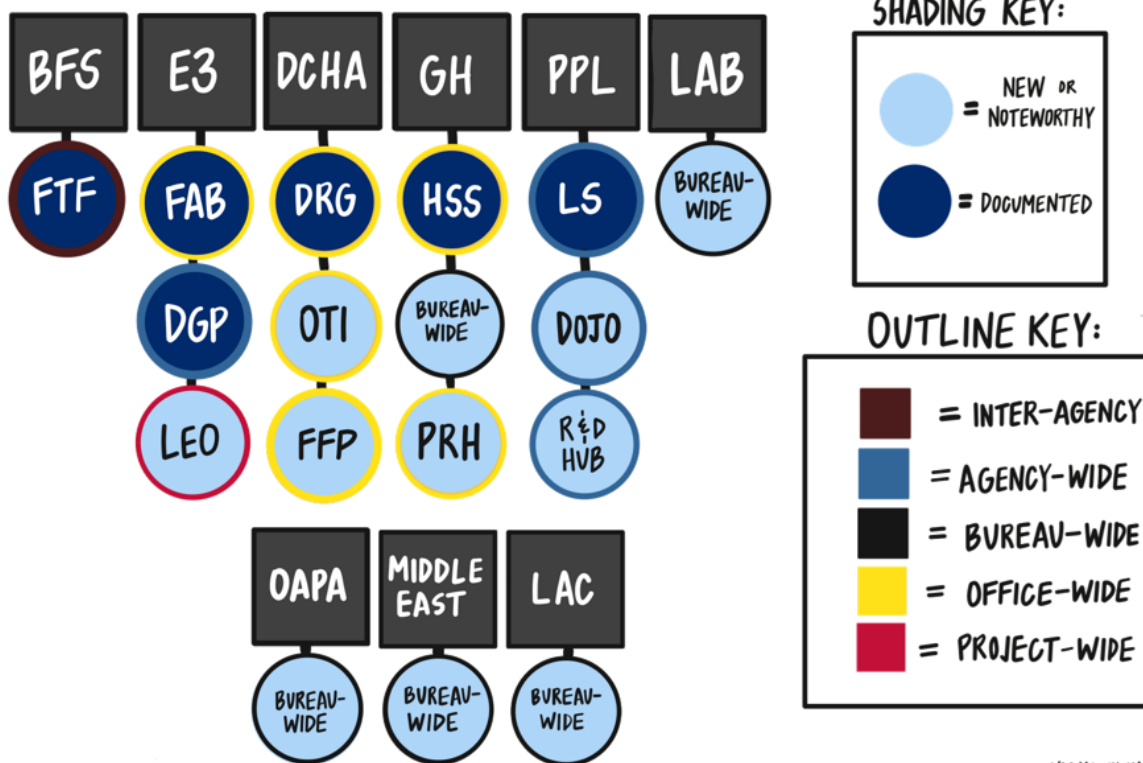 SHADING KEY:
BFS E3 DCHA GH PPL LAB
NEW OR
NOTEWORTHY
=
= DOCUMENTED
FTF FAB DRG HSS LS BUREAU-
WIDE
DGP OTI BUREAU-
WIDE DOJO
LEO FFP PRH R&D
HUB
OUTLINE KEY:
= INTER-AGENCY
= AGENCY-WIDE
= BUREAU-WIDE
= OFFICE-WIDE
= PROJECT-WIDE
OAPA MIDDLE
EAST LAC
BUREAU-
WIDE BUREAU-
WIDE BUREAU-
WIDE